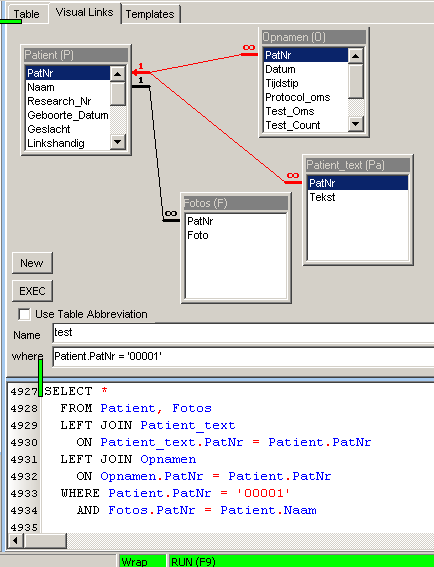 Table Visual Links Templates
Patient (P)
PatNr
Naam
Research_Nr
Geboorte_Datum
Geslacht
Linkshandig
1
1
∞
Opnamen (O)
PatNr
Datum
Tijdstip
Protocol_oms
Test_Oms
Test_Count
∞
Patient_text (Pa)
PatNr
Tekst
∞
Fotos (F)
PatNr
Foto
New
EXEC
Use Table Abbreviation
Name test
where Patient.PatNr = '00001'
4927 SELECT *
4928 FROM Patient, Fotos
4929 LEFT JOIN Patient_text
4930 ON Patient_text.PatNr = Patient.PatNr
4931 LEFT JOIN Opnamen
4932 ON Opnamen.PatNr = Patient.PatNr
4933 WHERE Patient.PatNr = '00001'
4934 AND Fotos.PatNr = Patient.Naam
4935
Wrap RUN (F9)